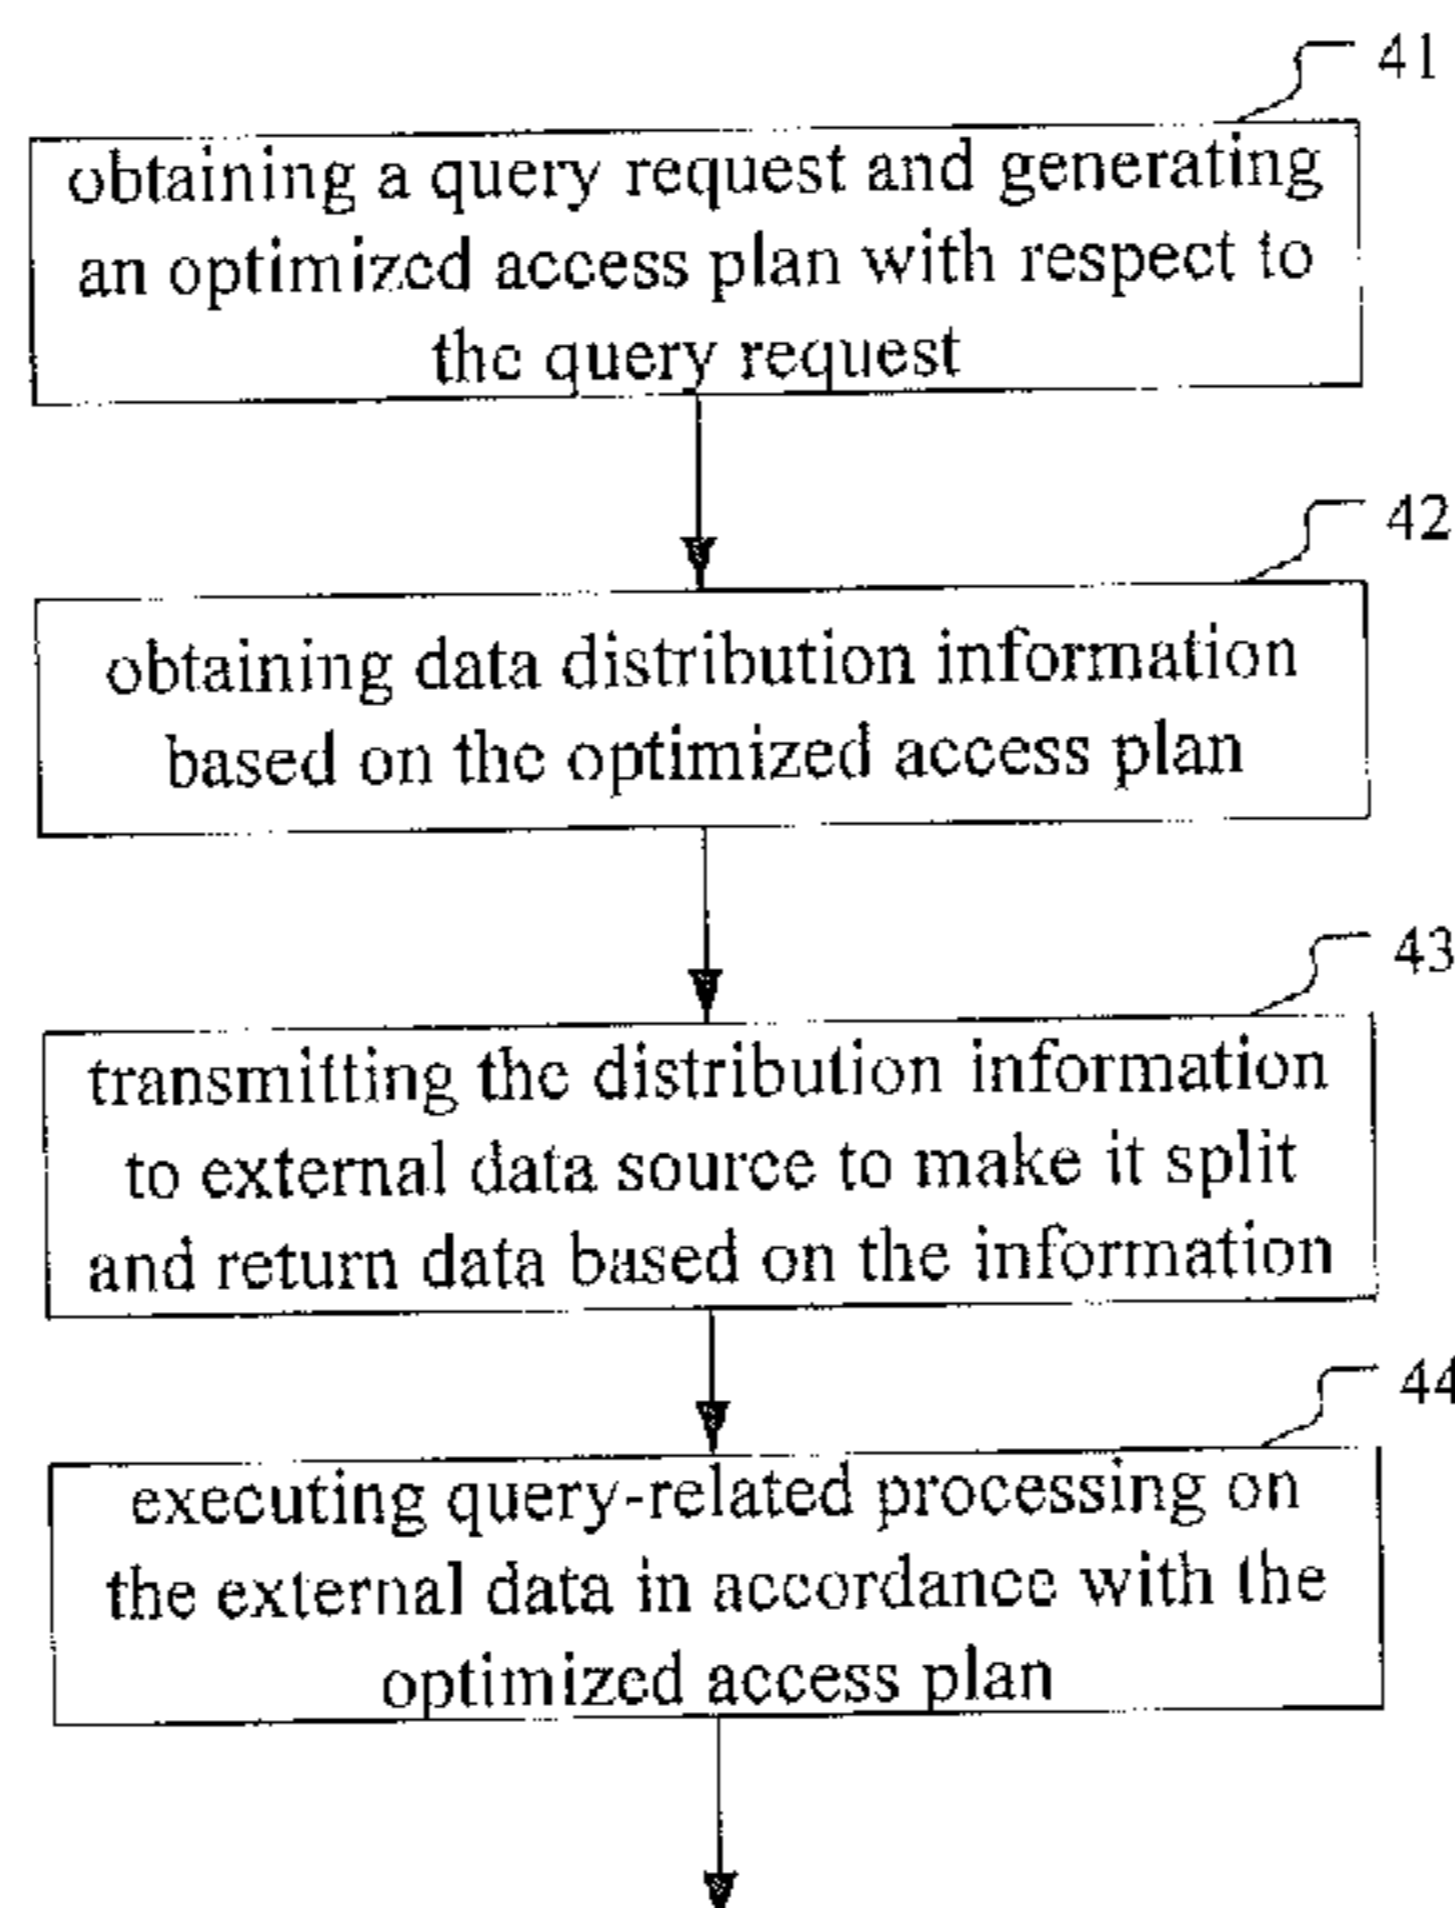 41
obtaining a query request and generating
an optimized access plan with respect to
the query request
42
obtaining data distribution information
based on the optimized access plan
43
transmitting the distribution information
to external data source to make it split
and return data based on the information
44
executing query-related processing on
the external data in accordance with the
optimized access plan